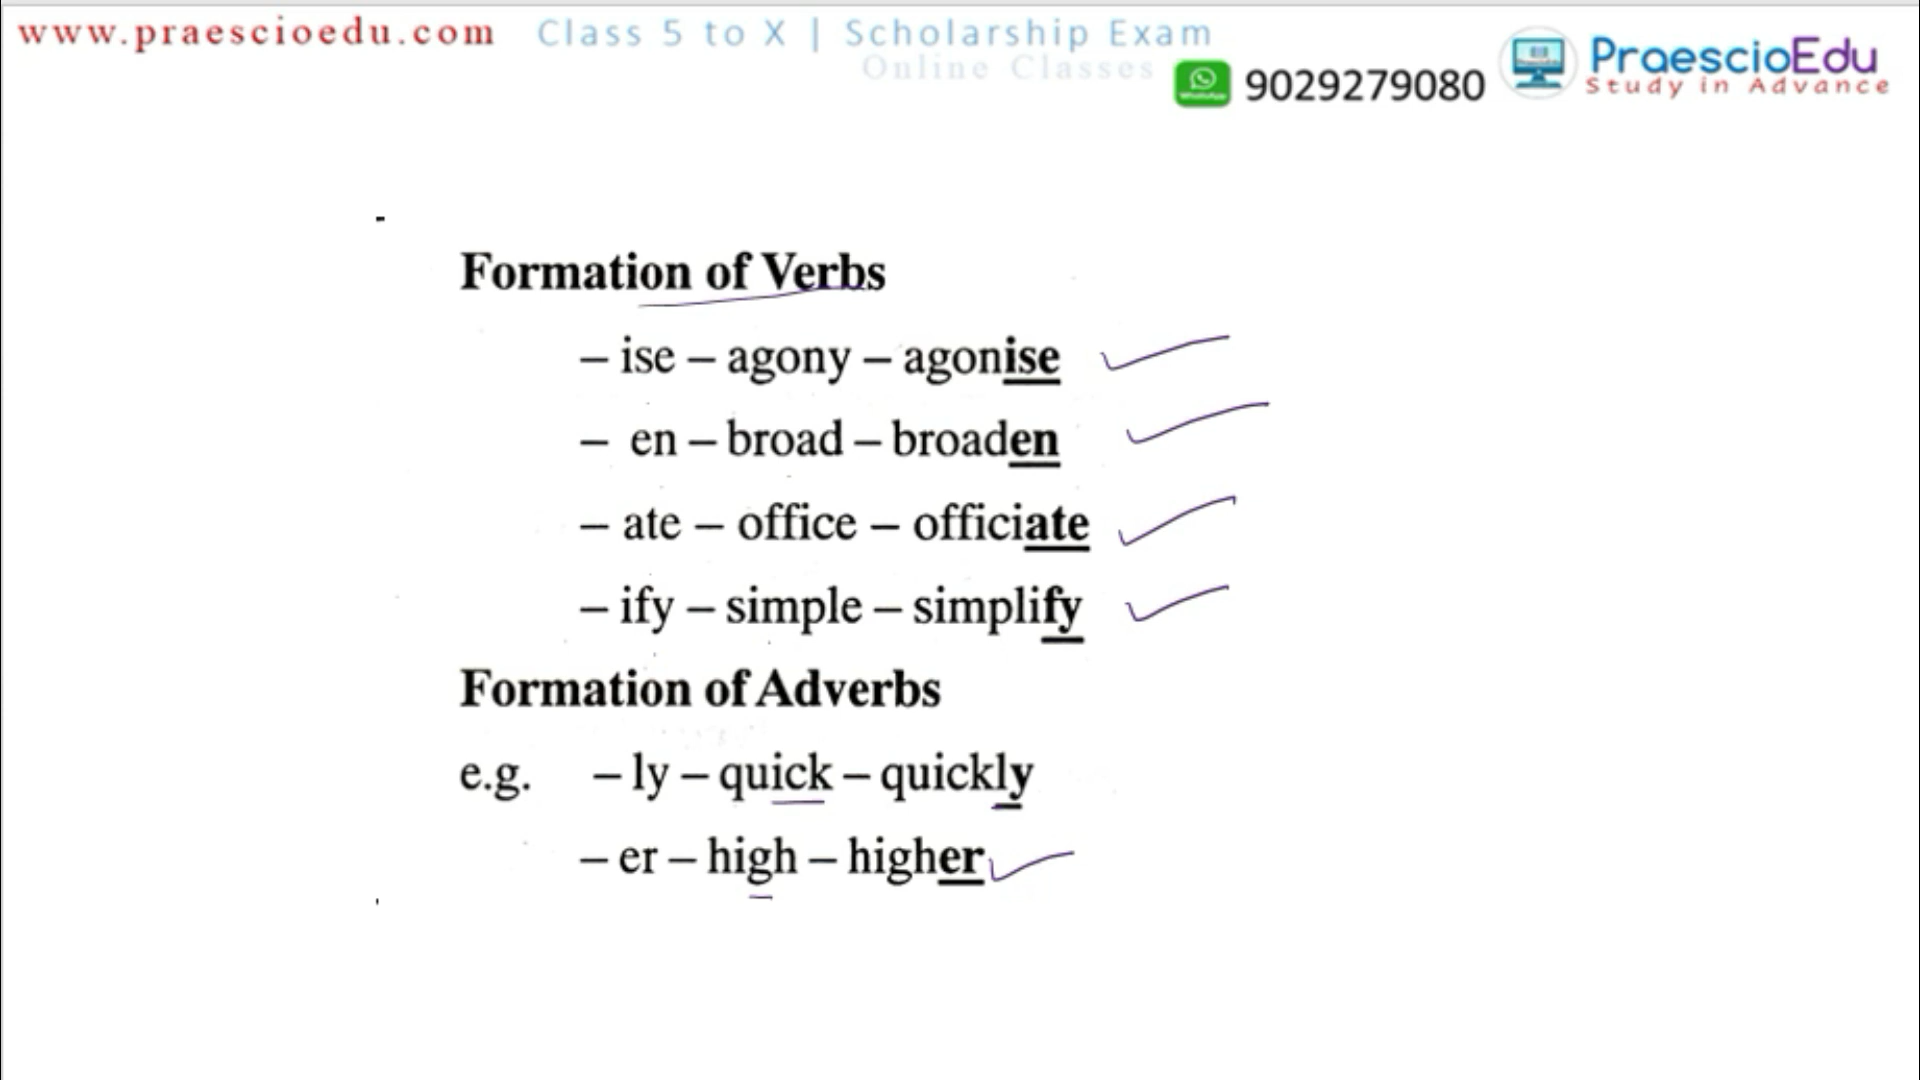 www.praescioedu.com Class 5 to X | Scholarship Exam
Online Classes
WhatsApp 9029279080
PraescioEdu
Study in Advance
Formation of Verbs
– ise – agony – agonise
– en – broad – broaden
– ate – office – officiate
– ify – simple – simplify
Formation of Adverbs
e.g. – ly – quick – quickly
– er – high – higher